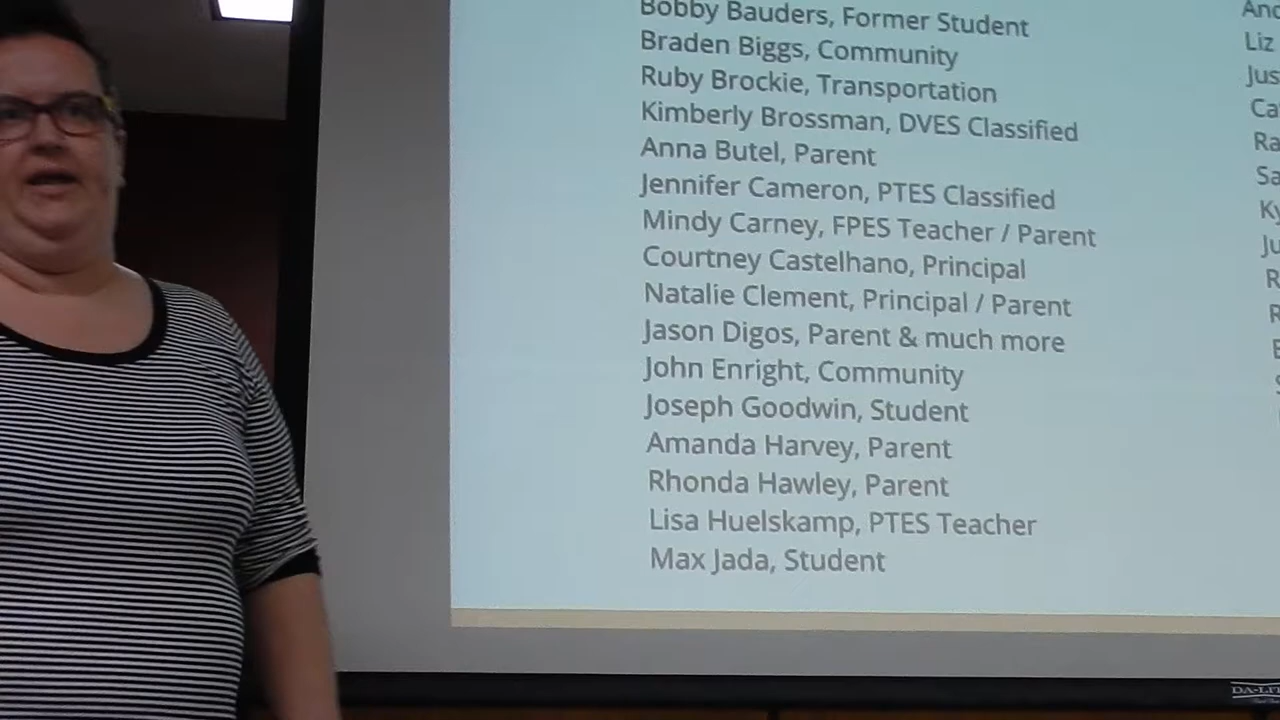 Bobby Bauders, Former Student
Braden Biggs, Community
Ruby Brockie, Transportation
Kimberly Brossman, DVES Classified
Anna Butel, Parent
Jennifer Cameron, PTES Classified
Mindy Carney, FPES Teacher / Parent
Courtney Castelhano, Principal
Natalie Clement, Principal / Parent
Jason Digos, Parent & much more
John Enright, Community
Joseph Goodwin, Student
Amanda Harvey, Parent
Rhonda Hawley, Parent
Lisa Huelskamp, PTES Teacher
Max Jada, Student
Liz